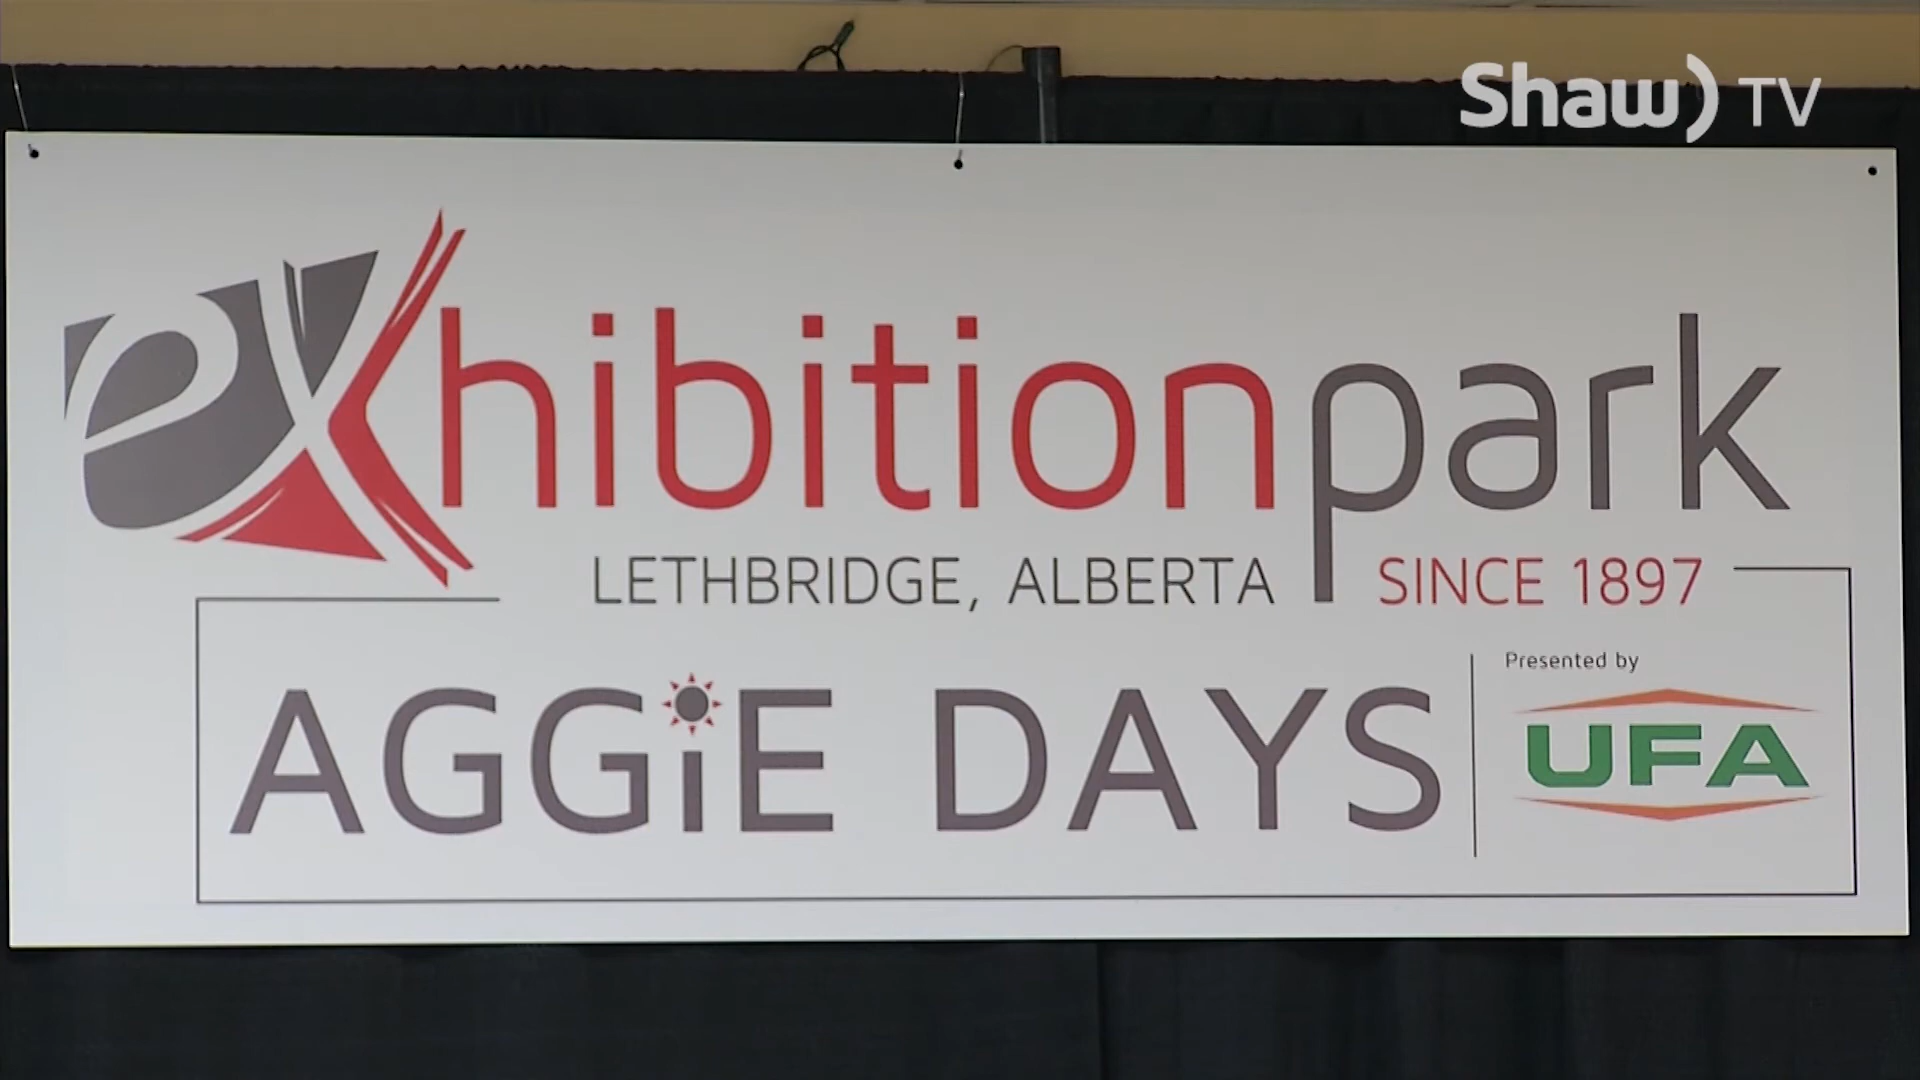 Shaw) TV
exhibitionpark
LETHBRIDGE, ALBERTA SINCE 1897
AGGiE DAYS
Presented by
UFA